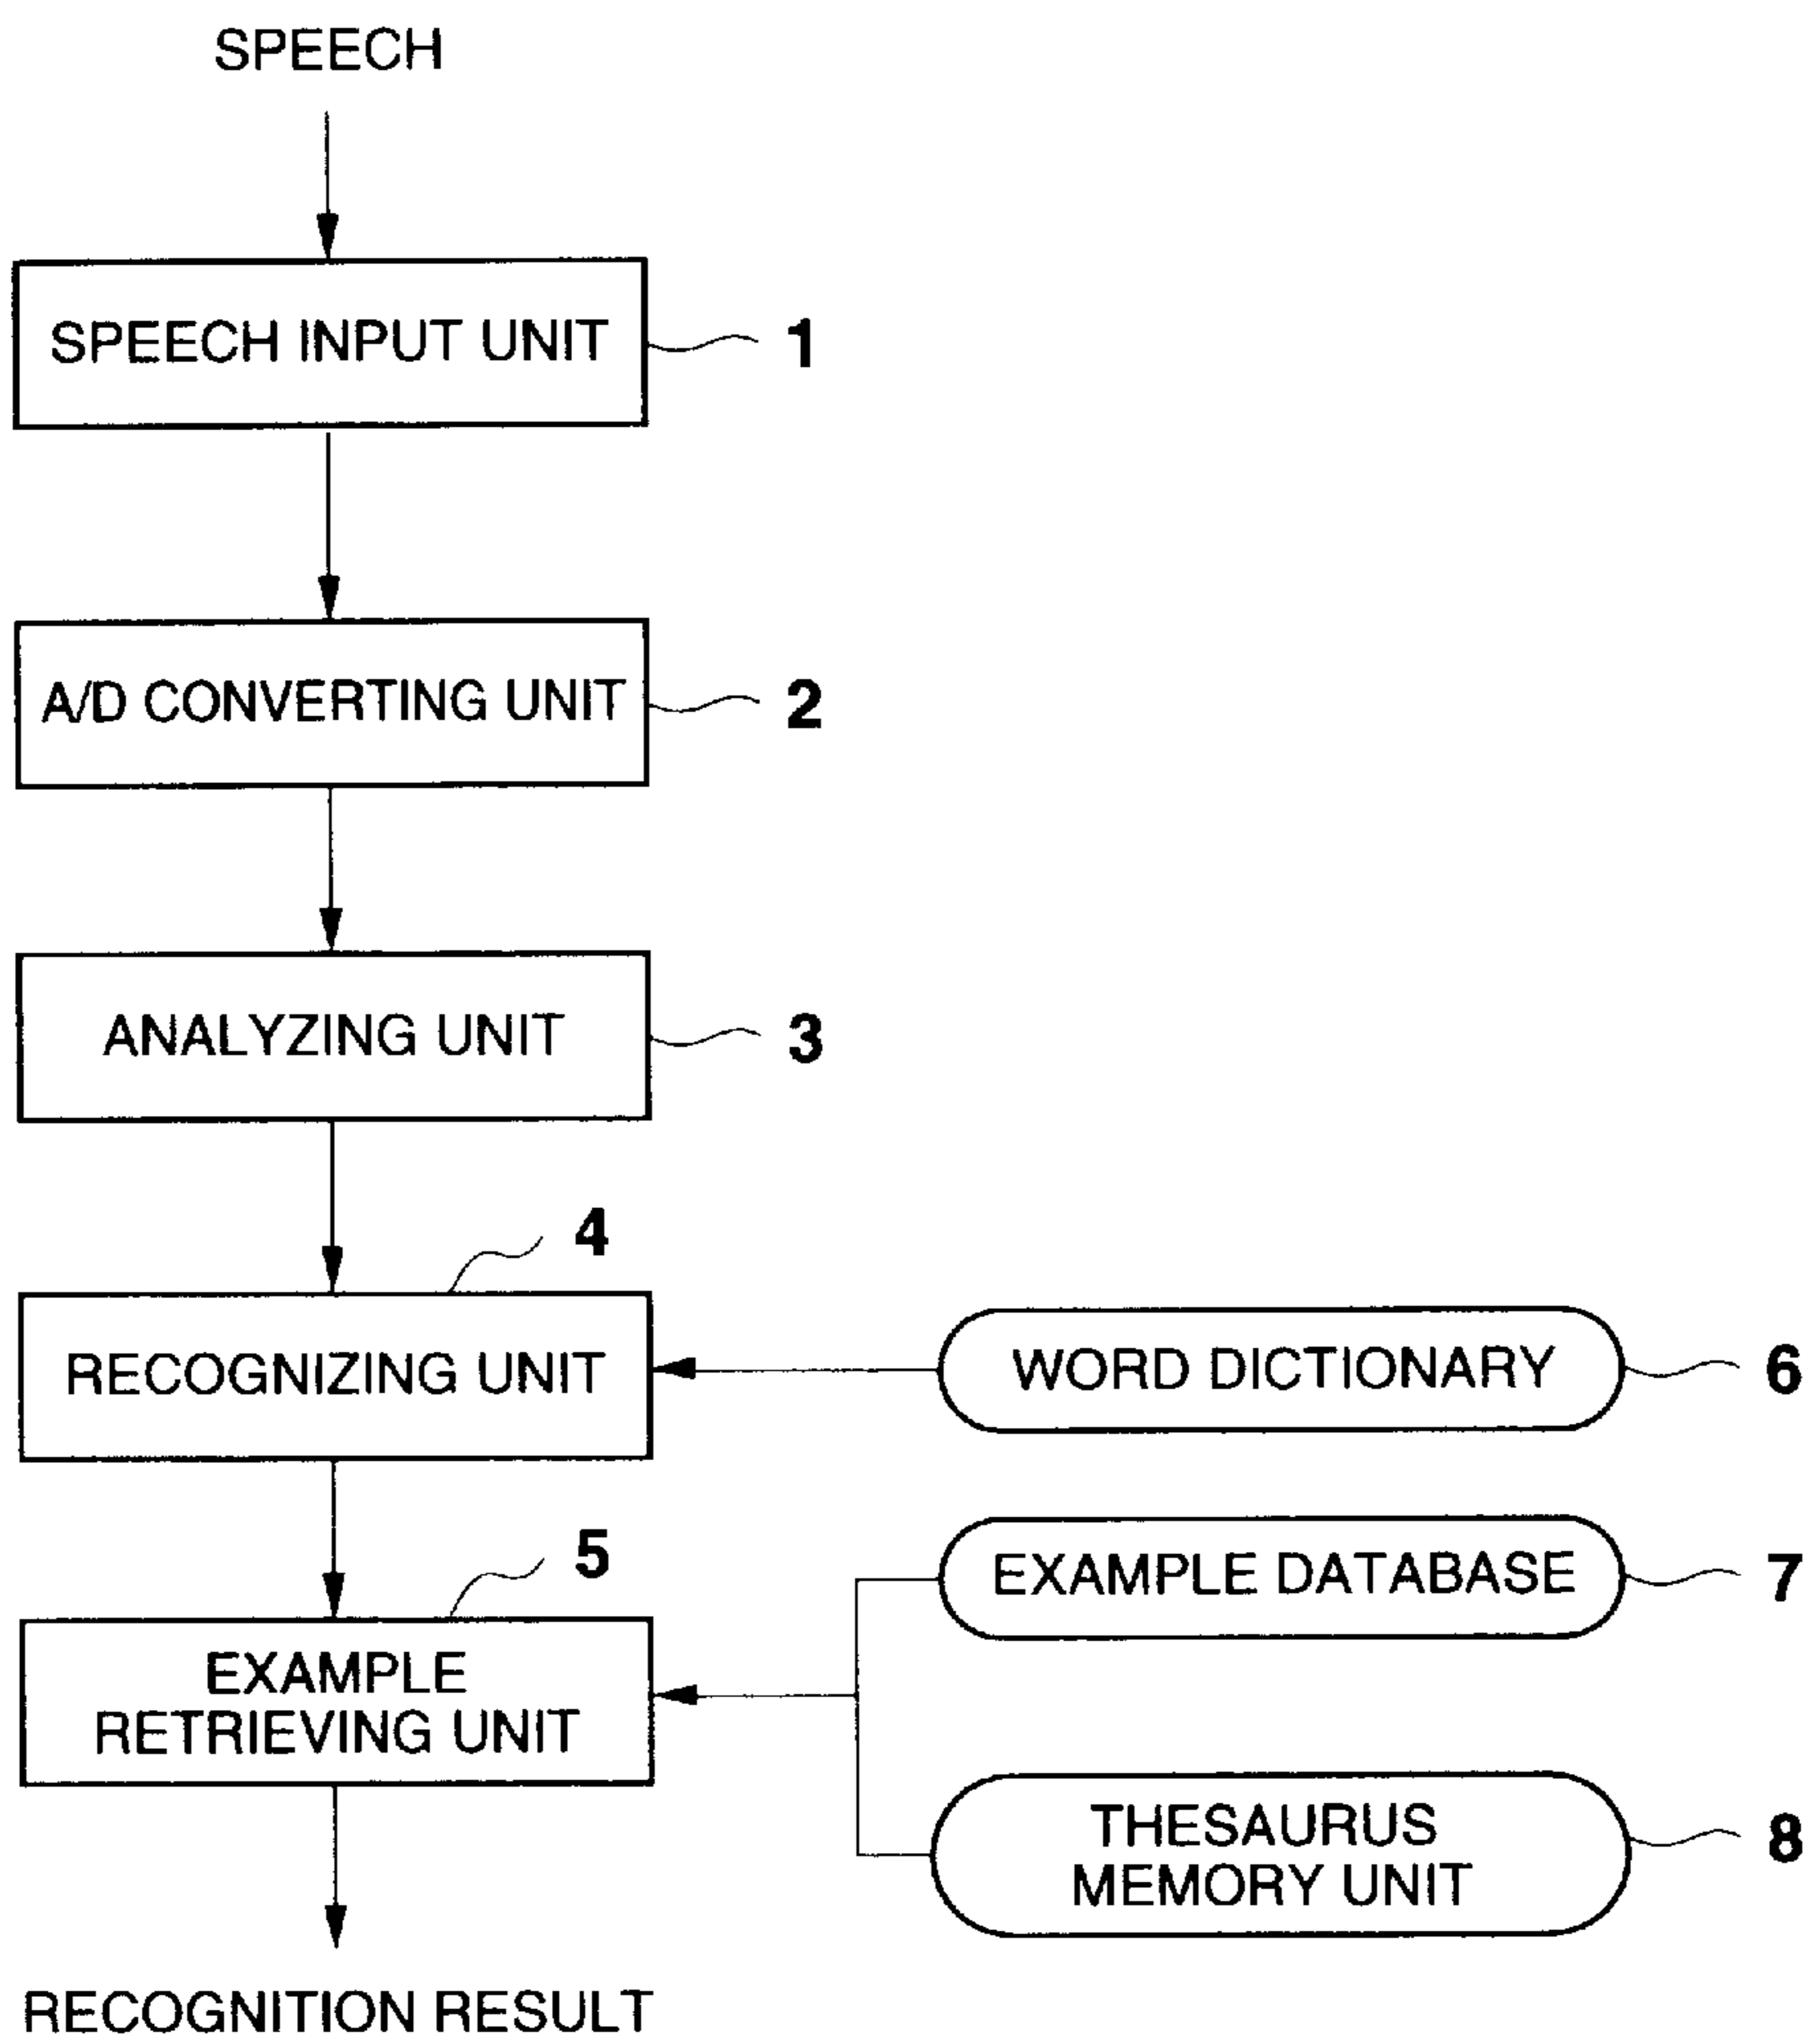 SPEECH
SPEECH INPUT UNIT
1
A/D CONVERTING UNIT
2
ANALYZING UNIT
3
4
RECOGNIZING UNIT
WORD DICTIONARY
6
5
EXAMPLE DATABASE
7
EXAMPLE
RETRIEVING UNIT
THESAURUS
MEMORY UNIT
8
RECOGNITION RESULT